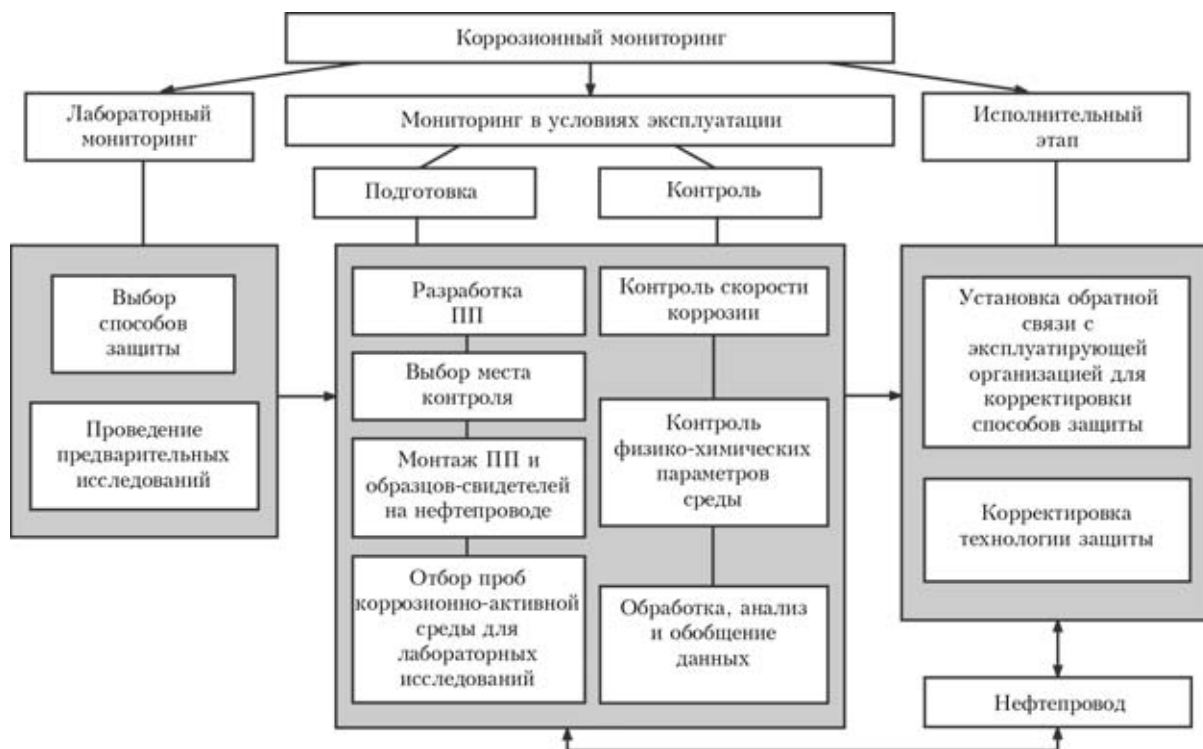 Коррозионный мониторинг
Лабораторный
мониторинг
Мониторинг в условиях эксплуатации
Исполнительный
этап
Подготовка
Контроль
Выбор
способов
защиты
Проведение
предварительных
исследований
Разработка
ПП
Выбор места
контроля
Монтаж ПП и
образцов-свидетелей
на нефтепроводе
Отбор проб
коррозионно-активной
среды для
лабораторных
исследований
Контроль скорости
коррозии
Контроль
физико-химических
параметров
среды
Обработка, анализ
и обобщение
данных
Установка обратной
связи с
эксплуатирующей
организацией для
корректировки
способов защиты
Корректировка
технологии защиты
Нефтепровод